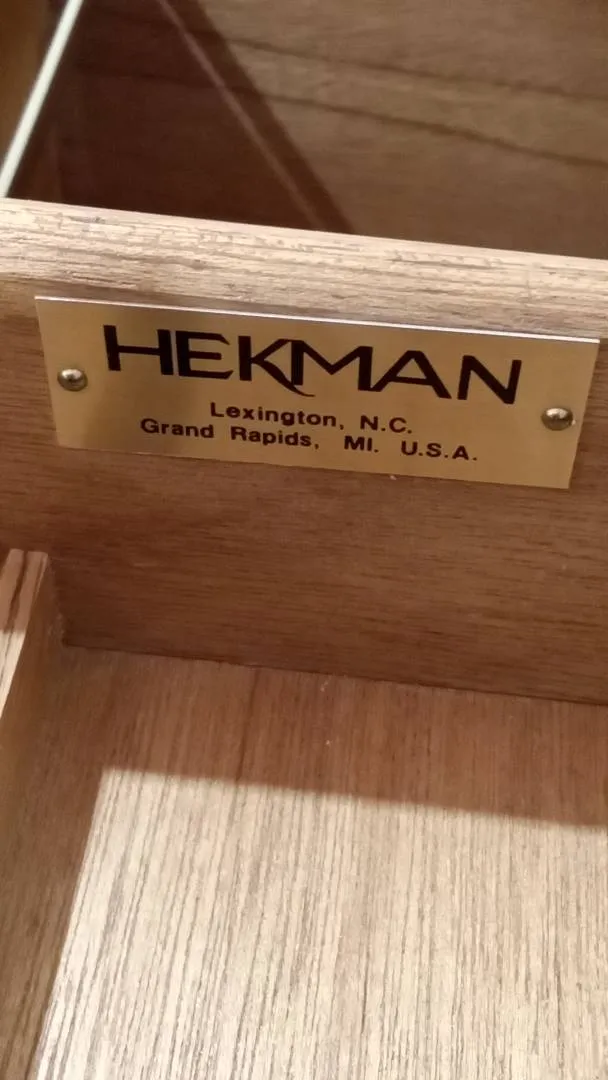 HEKMAN
Lexington, N.C.
Grand Rapids, MI. U.S.A.